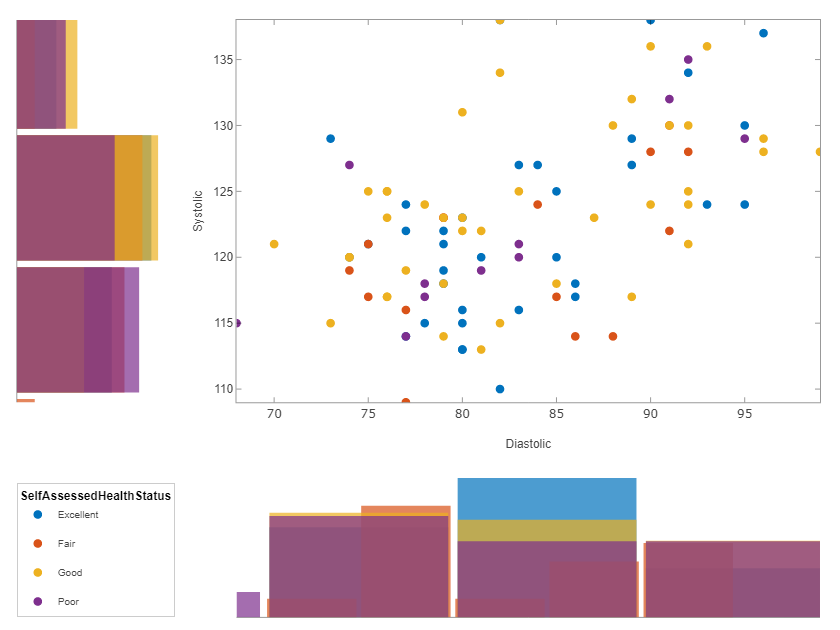 135
130
125
120
115
110
Systolic
70 75 80 85 90 95
Diastolic
SelfAssessedHealthStatus
Excellent
Fair
Good
Poor